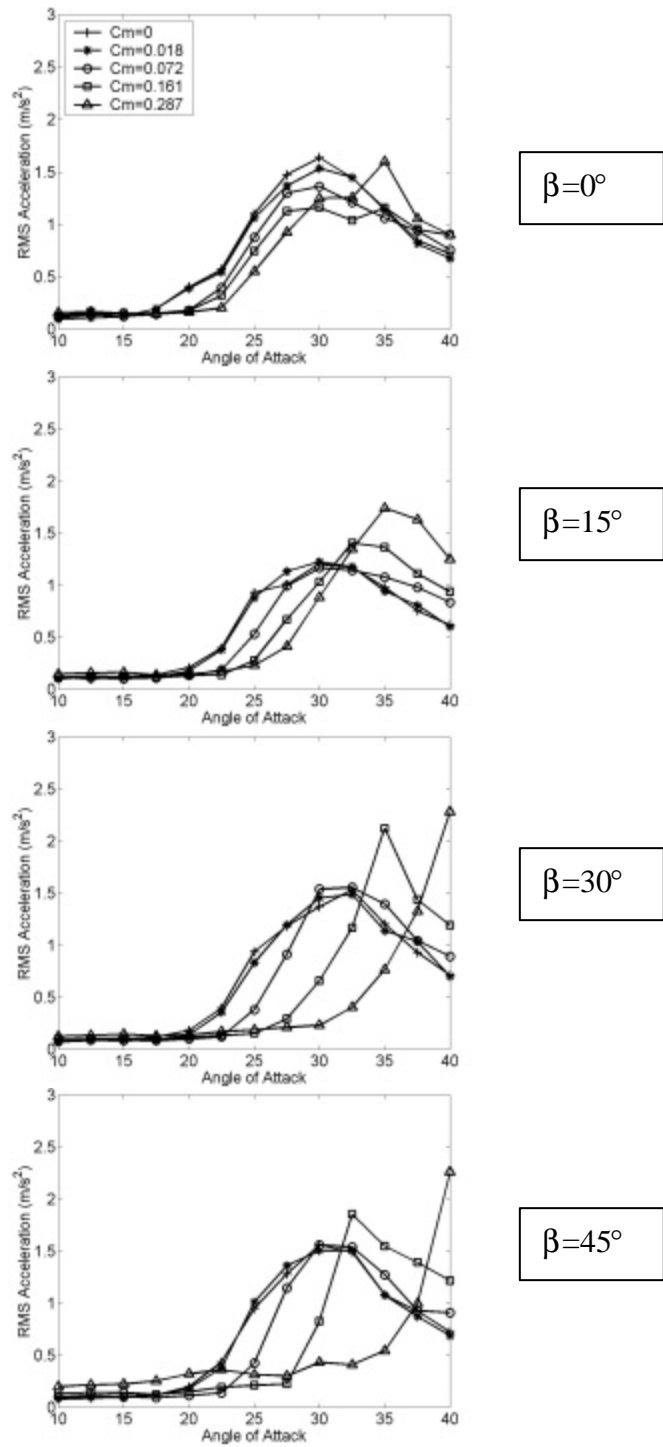 3
2.5
2
1.5
1
0.5
0
RMS Acceleration (m/s²)
Cm=0
Cm=0.018
Cm=0.072
Cm=0.161
Cm=0.287
10 15 20 25 30 35 40
Angle of Attack
β=0°
3
2.5
2
1.5
1
0.5
0
RMS Acceleration (m/s²)
10 15 20 25 30 35 40
Angle of Attack
β=15°
3
2.5
2
1.5
1
0.5
0
RMS Acceleration (m/s²)
10 15 20 25 30 35 40
Angle of Attack
β=30°
3
2.5
2
1.5
1
0.5
0
RMS Acceleration (m/s²)
10 15 20 25 30 35 40
Angle of Attack
β=45°